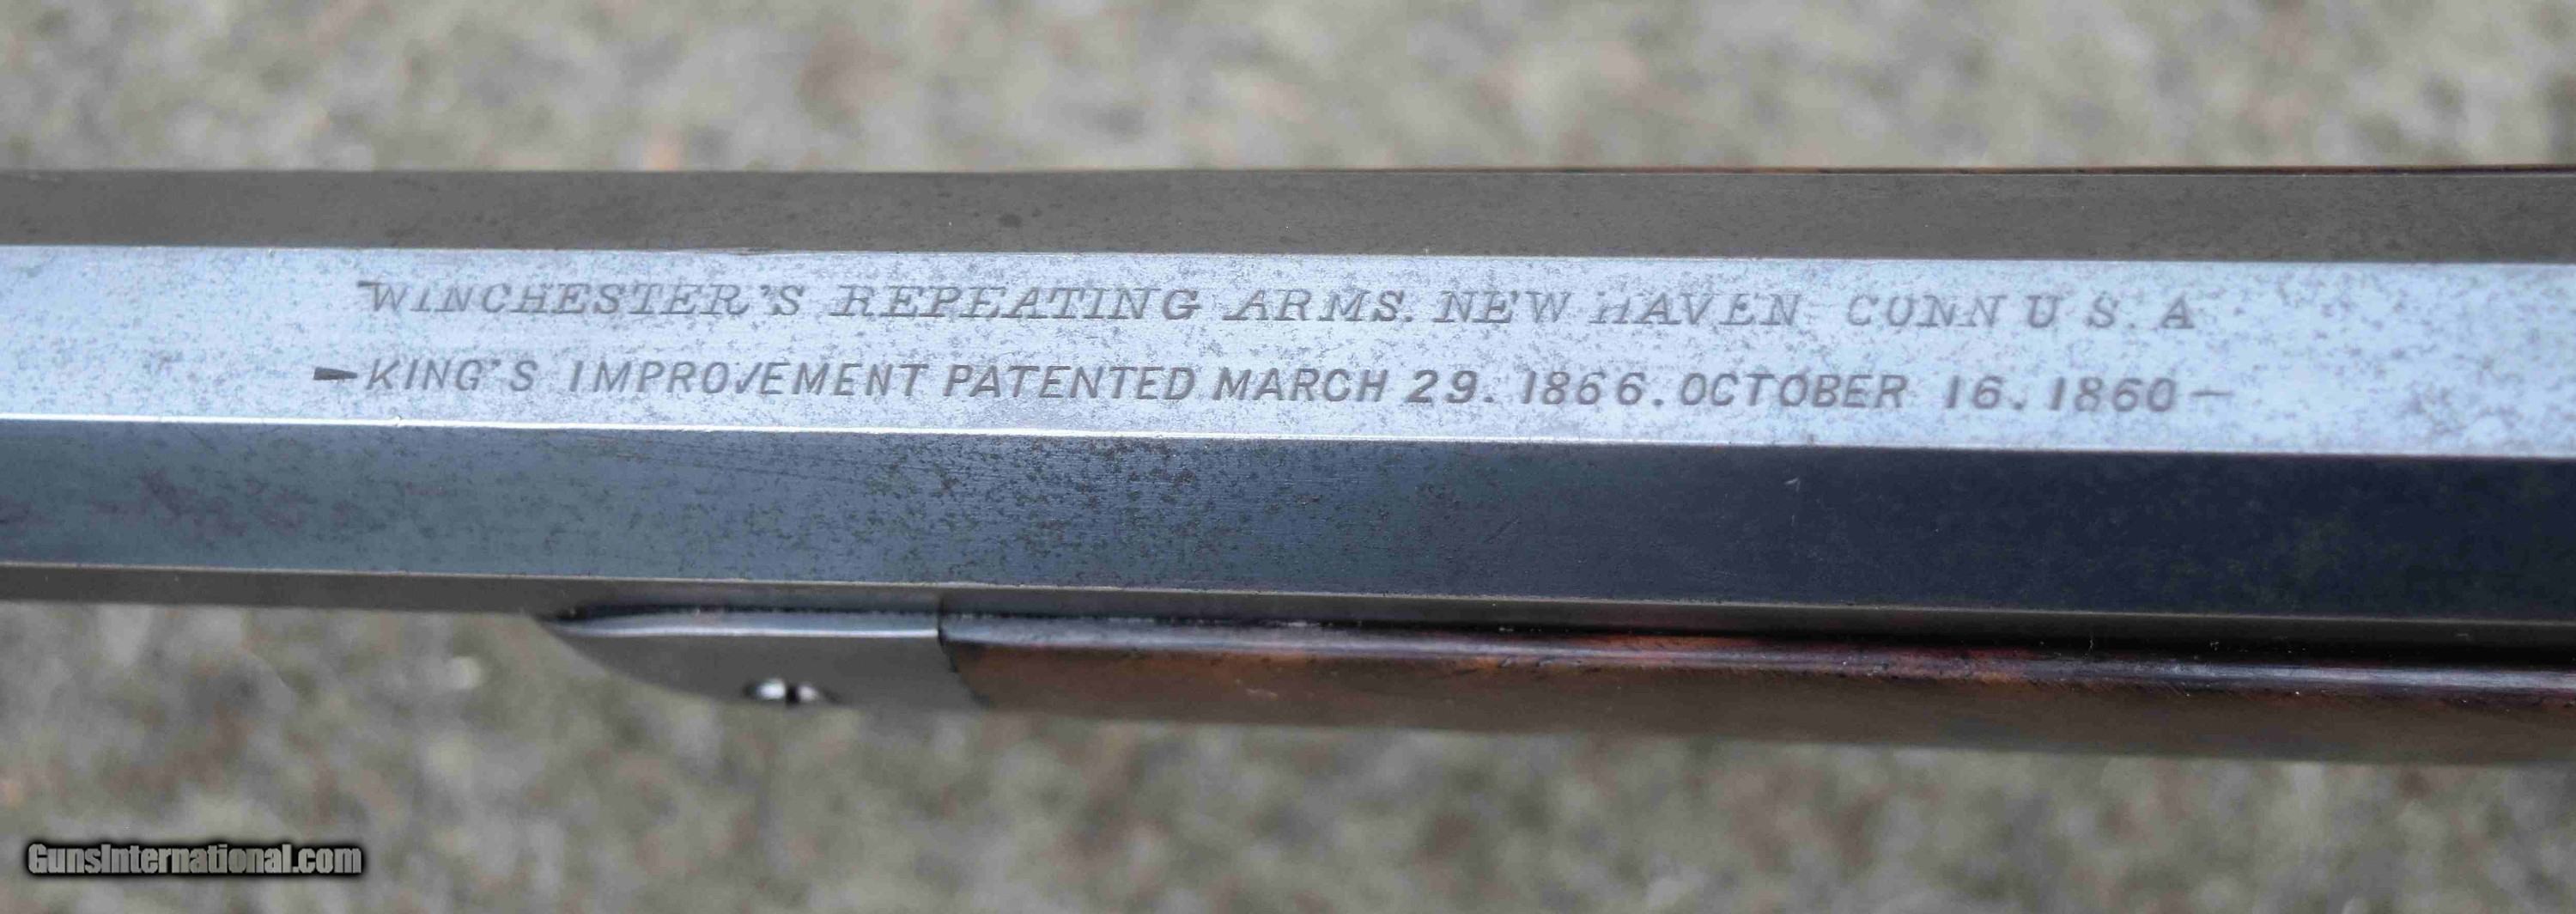 WINCHESTER'S REPEATING ARMS. NEW HAVEN CONN U S. A
KING'S IMPROVEMENT PATENTED MARCH 29. 1866. OCTOBER 16. 1860
GunsInternational.com